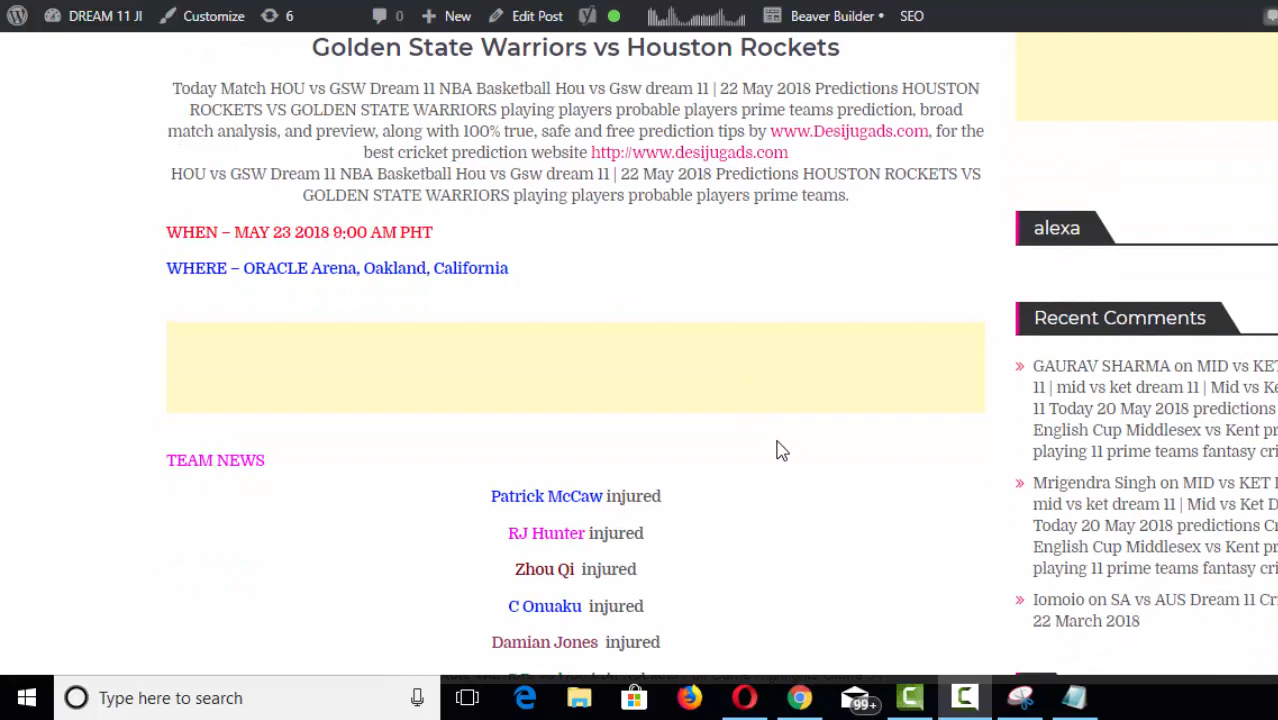 DREAM 11 JI Customize 6 0 New Edit Post Beaver Builder SEO
Golden State Warriors vs Houston Rockets
Today Match HOU vs GSW Dream 11 NBA Basketball Hou vs Gsw dream 11 | 22 May 2018 Predictions HOUSTON
ROCKETS VS GOLDEN STATE WARRIORS playing players probable players prime teams prediction, broad
match analysis, and preview, along with 100% true, safe and free prediction tips by www.Desijugads.com, for the
best cricket prediction website http://www.desijugads.com
HOU vs GSW Dream 11 NBA Basketball Hou vs Gsw dream 11 | 22 May 2018 Predictions HOUSTON ROCKETS VS
GOLDEN STATE WARRIORS playing players probable players prime teams.
WHEN – MAY 23 2018 9:00 AM PHT
WHERE – ORACLE Arena, Oakland, California
TEAM NEWS
Patrick McCaw injured
RJ Hunter injured
Zhou Qi injured
C Onuaku injured
Damian Jones injured
alexa
Recent Comments
» GAURAV SHARMA on MID vs KET
11 | mid vs ket dream 11 | Mid vs Ke
11 Today 20 May 2018 predictions
English Cup Middlesex vs Kent pr
playing 11 prime teams fantasy cri
» Mrigendra Singh on MID vs KET D
mid vs ket dream 11 | Mid vs Ket D
Today 20 May 2018 predictions Cr
English Cup Middlesex vs Kent pr
playing 11 prime teams fantasy cri
» Iomoio on SA vs AUS Dream 11 Cri
22 March 2018
Type here to search
99+